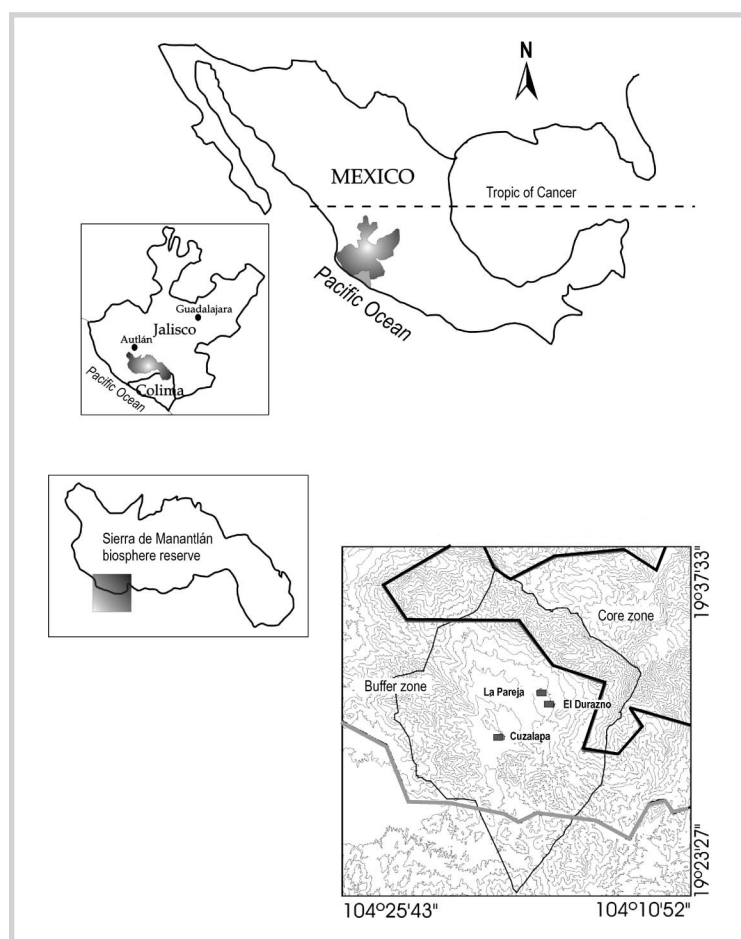 N
MEXICO
Tropic of Cancer
Pacific Ocean
Guadalajara
Jalisco
Autlán
Colima
Pacific Ocean
Sierra de Manantlán
biosphere reserve
19°37'33"
Core zone
Buffer zone
La Pareja
El Durazno
Cuzalapa
19°23'27"
104°25'43"
104°10'52"